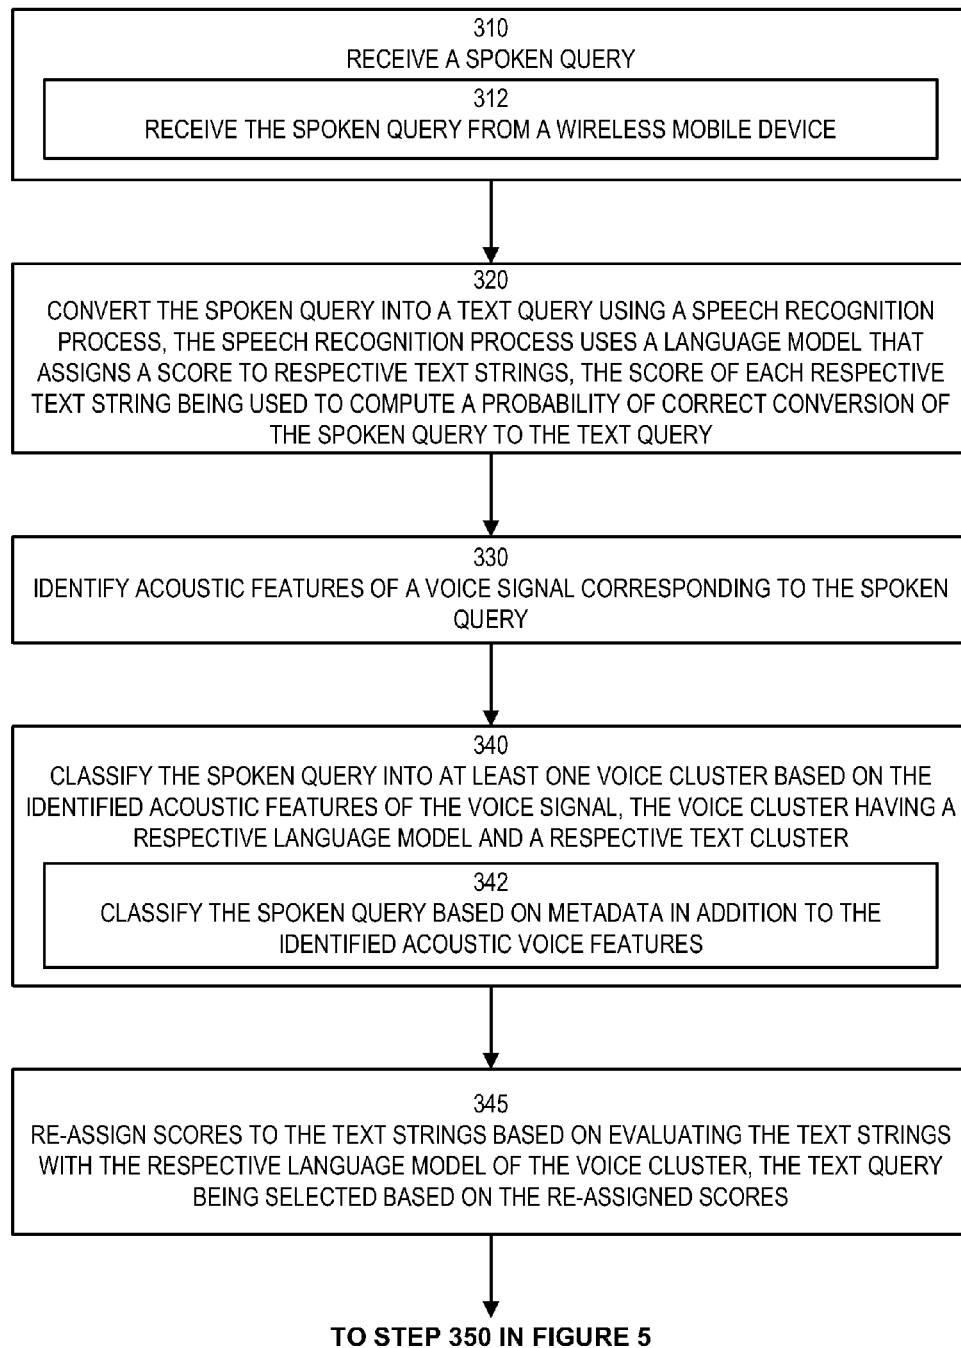 310
RECEIVE A SPOKEN QUERY
312
RECEIVE THE SPOKEN QUERY FROM A WIRELESS MOBILE DEVICE
320
CONVERT THE SPOKEN QUERY INTO A TEXT QUERY USING A SPEECH RECOGNITION
PROCESS, THE SPEECH RECOGNITION PROCESS USES A LANGUAGE MODEL THAT
ASSIGNS A SCORE TO RESPECTIVE TEXT STRINGS, THE SCORE OF EACH RESPECTIVE
TEXT STRING BEING USED TO COMPUTE A PROBABILITY OF CORRECT CONVERSION OF
THE SPOKEN QUERY TO THE TEXT QUERY
330
IDENTIFY ACOUSTIC FEATURES OF A VOICE SIGNAL CORRESPONDING TO THE SPOKEN
QUERY
340
CLASSIFY THE SPOKEN QUERY INTO AT LEAST ONE VOICE CLUSTER BASED ON THE
IDENTIFIED ACOUSTIC FEATURES OF THE VOICE SIGNAL, THE VOICE CLUSTER HAVING A
RESPECTIVE LANGUAGE MODEL AND A RESPECTIVE TEXT CLUSTER
342
CLASSIFY THE SPOKEN QUERY BASED ON METADATA IN ADDITION TO THE
IDENTIFIED ACOUSTIC VOICE FEATURES
345
RE-ASSIGN SCORES TO THE TEXT STRINGS BASED ON EVALUATING THE TEXT STRINGS
WITH THE RESPECTIVE LANGUAGE MODEL OF THE VOICE CLUSTER, THE TEXT QUERY
BEING SELECTED BASED ON THE RE-ASSIGNED SCORES
TO STEP 350 IN FIGURE 5